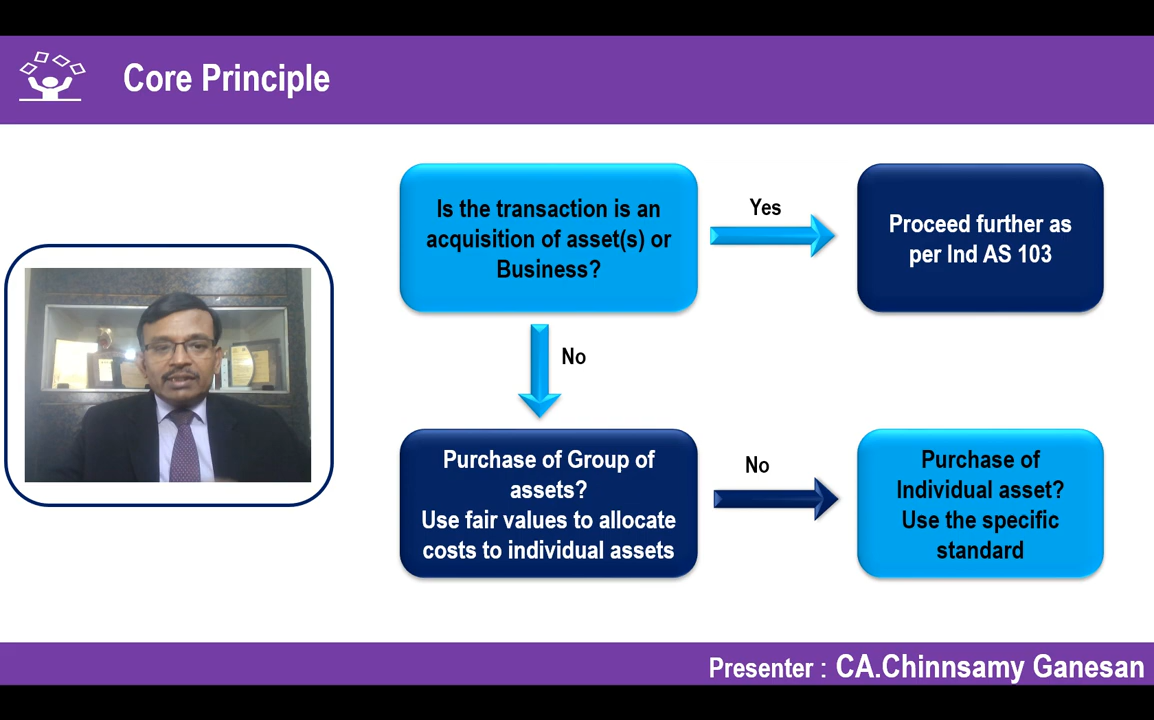 Core Principle
Is the transaction is an
acquisition of asset(s) or
Business?
Yes
Proceed further as
per Ind AS 103
No
Purchase of Group of
assets?
Use fair values to allocate
costs to individual assets
No
Purchase of
Individual asset?
Use the specific
standard
Presenter : CA.Chinnsamy Ganesan